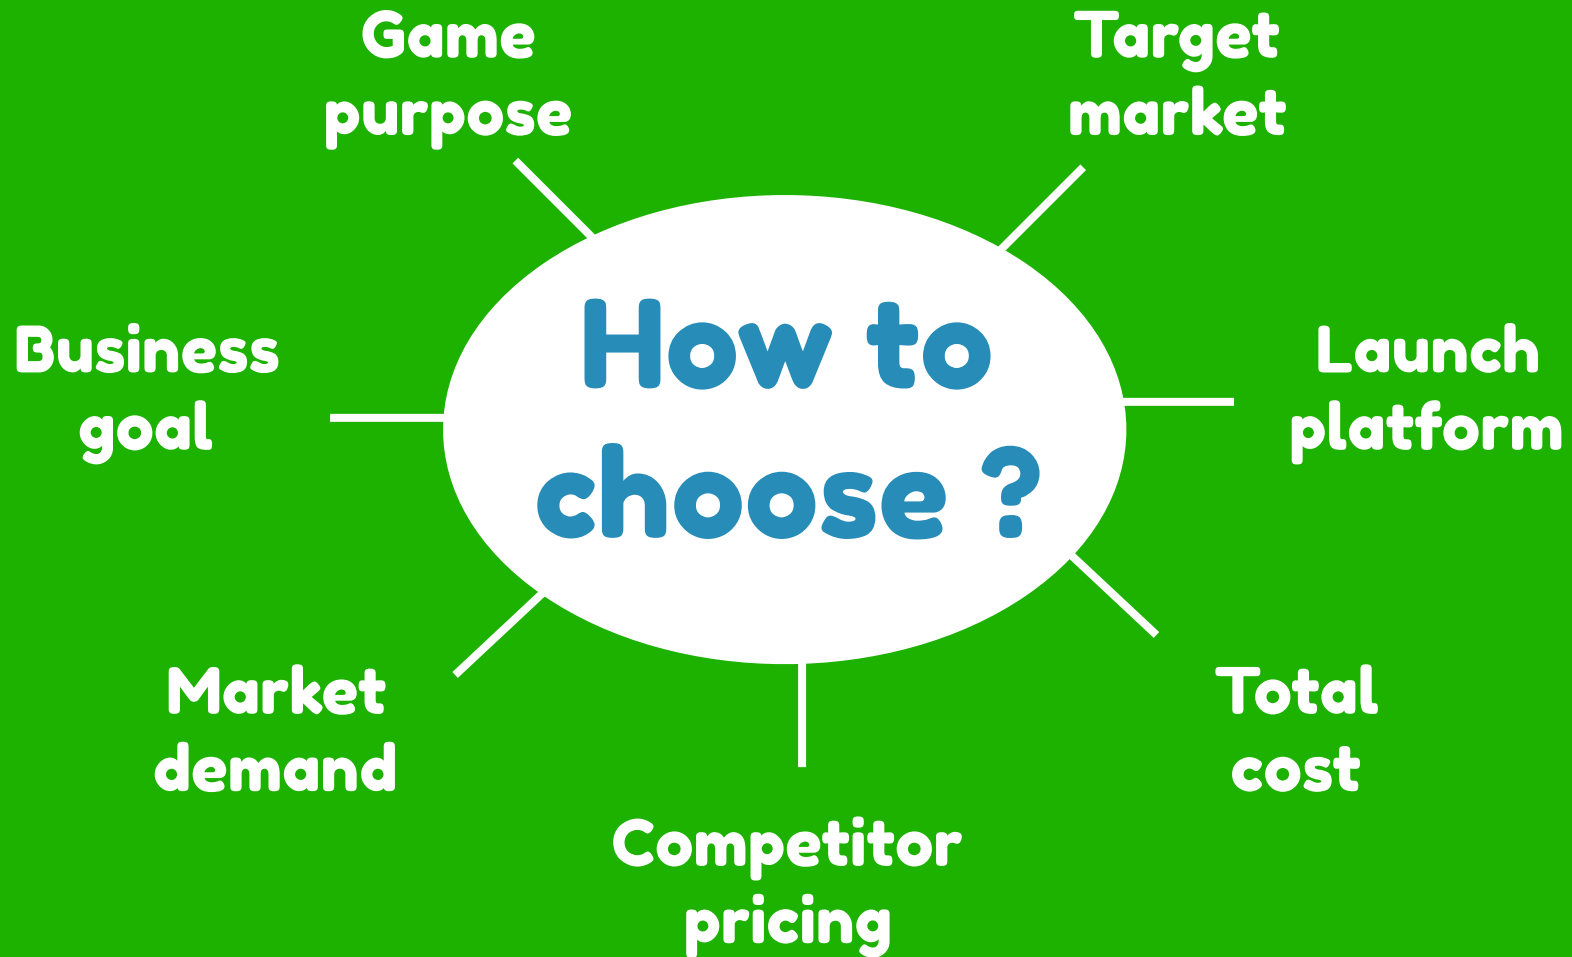 Game
purpose
Target
market
Business
goal
How to
choose ?
Launch
platform
Market
demand
Total
cost
Competitor
pricing